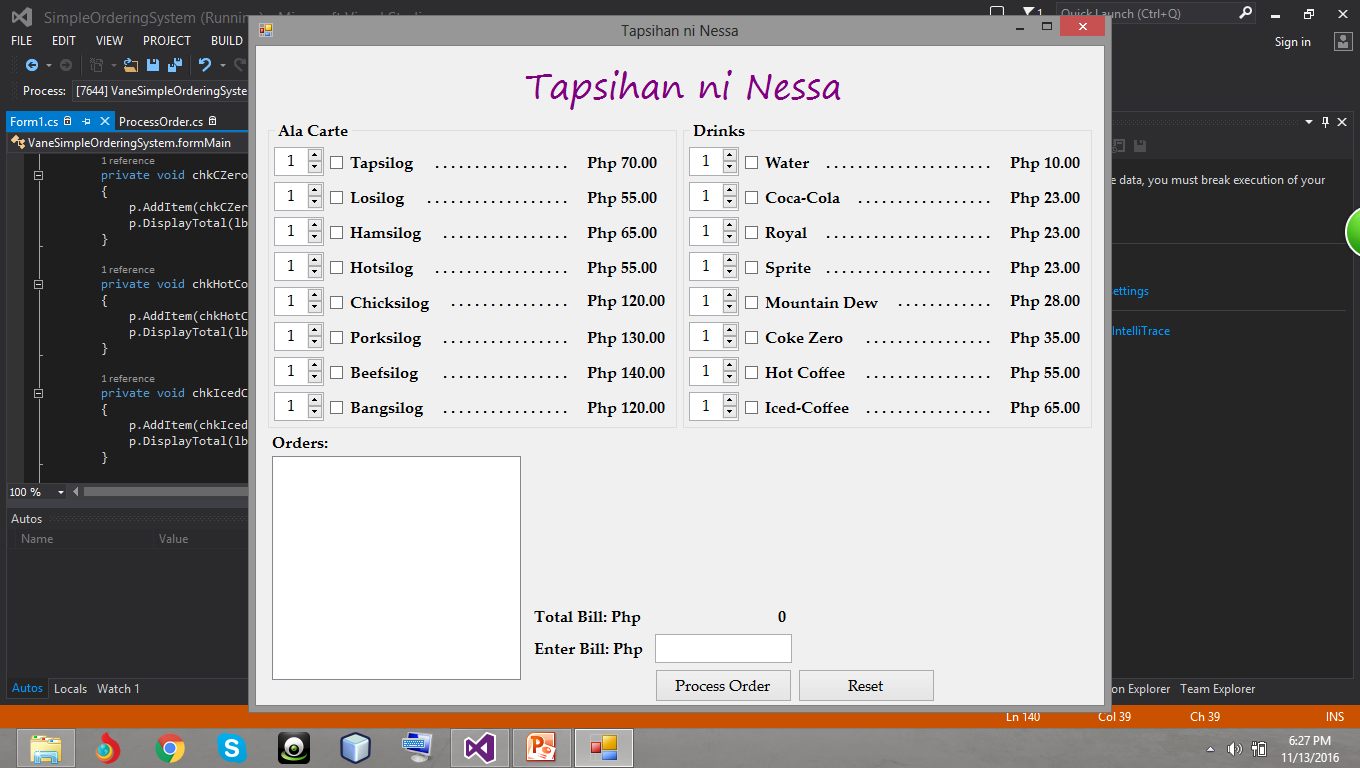 SimpleOrderingSystem (Running) - Microsoft Visual Studio
1
Quick Launch (Ctrl+Q)
FILE EDIT VIEW PROJECT BUILD
Sign in
Process: [7644] VaneSimpleOrderingSyste
Form1.cs ProcessOrder.cs
VaneSimpleOrderingSystem.formMain
1 reference
private void chkCZero
{
p.AddItem(chkCZer
p.DisplayTotal(lb
}
1 reference
private void chkHotCo
{
p.AddItem(chkHotC
p.DisplayTotal(lb
}
1 reference
private void chkIcedC
{
p.AddItem(chkIced
p.DisplayTotal(lb
}
100 %
Autos
Name Value
Autos Locals Watch 1
Tapsihan ni Nessa
Tapsihan ni Nessa
Ala Carte
1 Tapsilog ................ Php 70.00
1 Losilog .................. Php 55.00
1 Hamsilog ................ Php 65.00
1 Hotsilog ................. Php 55.00
1 Chicksilog ............... Php 120.00
1 Porksilog ................ Php 130.00
1 Beefsilog ................ Php 140.00
1 Bangsilog ................ Php 120.00
Drinks
1 Water ..................... Php 10.00
1 Coca-Cola ................. Php 23.00
1 Royal ..................... Php 23.00
1 Sprite .................... Php 23.00
1 Mountain Dew ............ Php 28.00
1 Coke Zero ................ Php 35.00
1 Hot Coffee ................ Php 55.00
1 Iced-Coffee ................ Php 65.00
Orders:
Total Bill: Php 0
Enter Bill: Php
Process Order Reset
e data, you must break execution of your
ettings
IntelliTrace
on Explorer Team Explorer
Ln 140 Col 39 Ch 39 INS
6:27 PM
11/13/2016